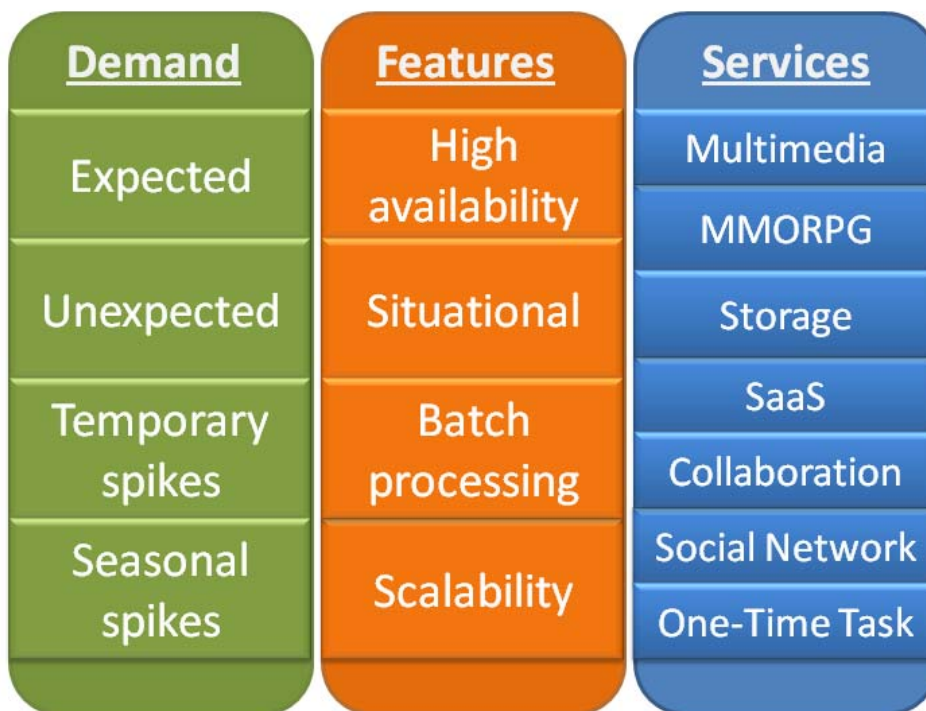 Demand
Expected
Unexpected
Temporary
spikes
Seasonal
spikes
Features
High
availability
Situational
Batch
processing
Scalability
Services
Multimedia
MMORPG
Storage
SaaS
Collaboration
Social Network
One-Time Task